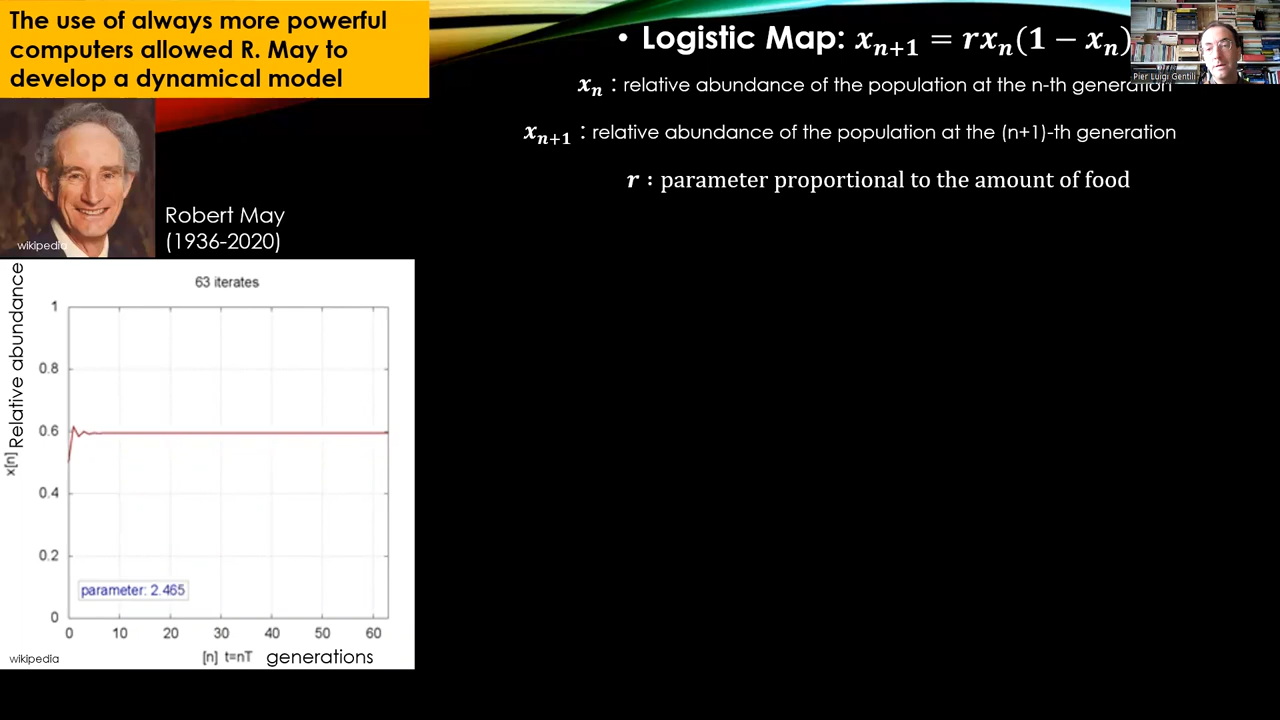 The use of always more powerful
computers allowed R. May to
develop a dynamical model
• Logistic Map: xₙ₊₁ = rxₙ(1 − xₙ)
Pier Luigi Gentili
xₙ : relative abundance of the population at the n-th generation
xₙ₊₁ : relative abundance of the population at the (n+1)-th generation
r : parameter proportional to the amount of food
Robert May
(1936-2020)
wikipedia
63 iterates
Relative abundance
x[n]
1
0.8
0.6
0.4
0.2
0
parameter: 2.465
0 10 20 30 40 50 60
[n] t=nT generations
wikipedia